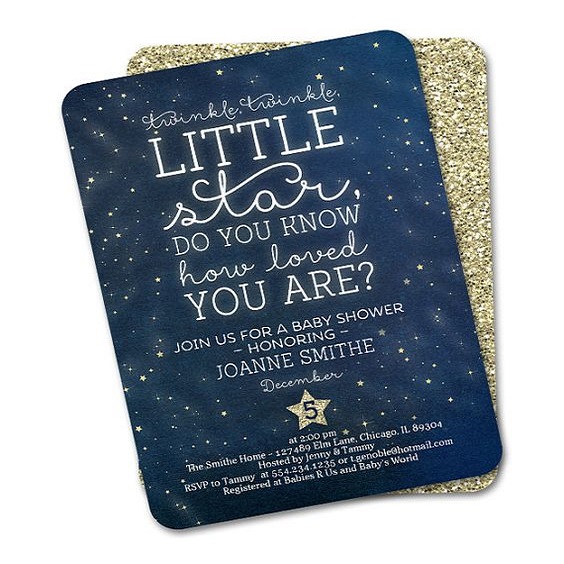 twinkle, twinkle,
LITTLE
star,
DO YOU KNOW
how loved
YOU ARE?
JOIN US FOR A BABY SHOWER
– HONORING –
JOANNE SMITHE
December
5
at 2:00 pm
The Smithe Home – 127489 Elm Lane, Chicago, IL 89304
Hosted by Jenny & Tammy
RSVP to Tammy at 554.234.1235 or t.genoble@hotmail.com
Registered at Babies R Us and Baby's World